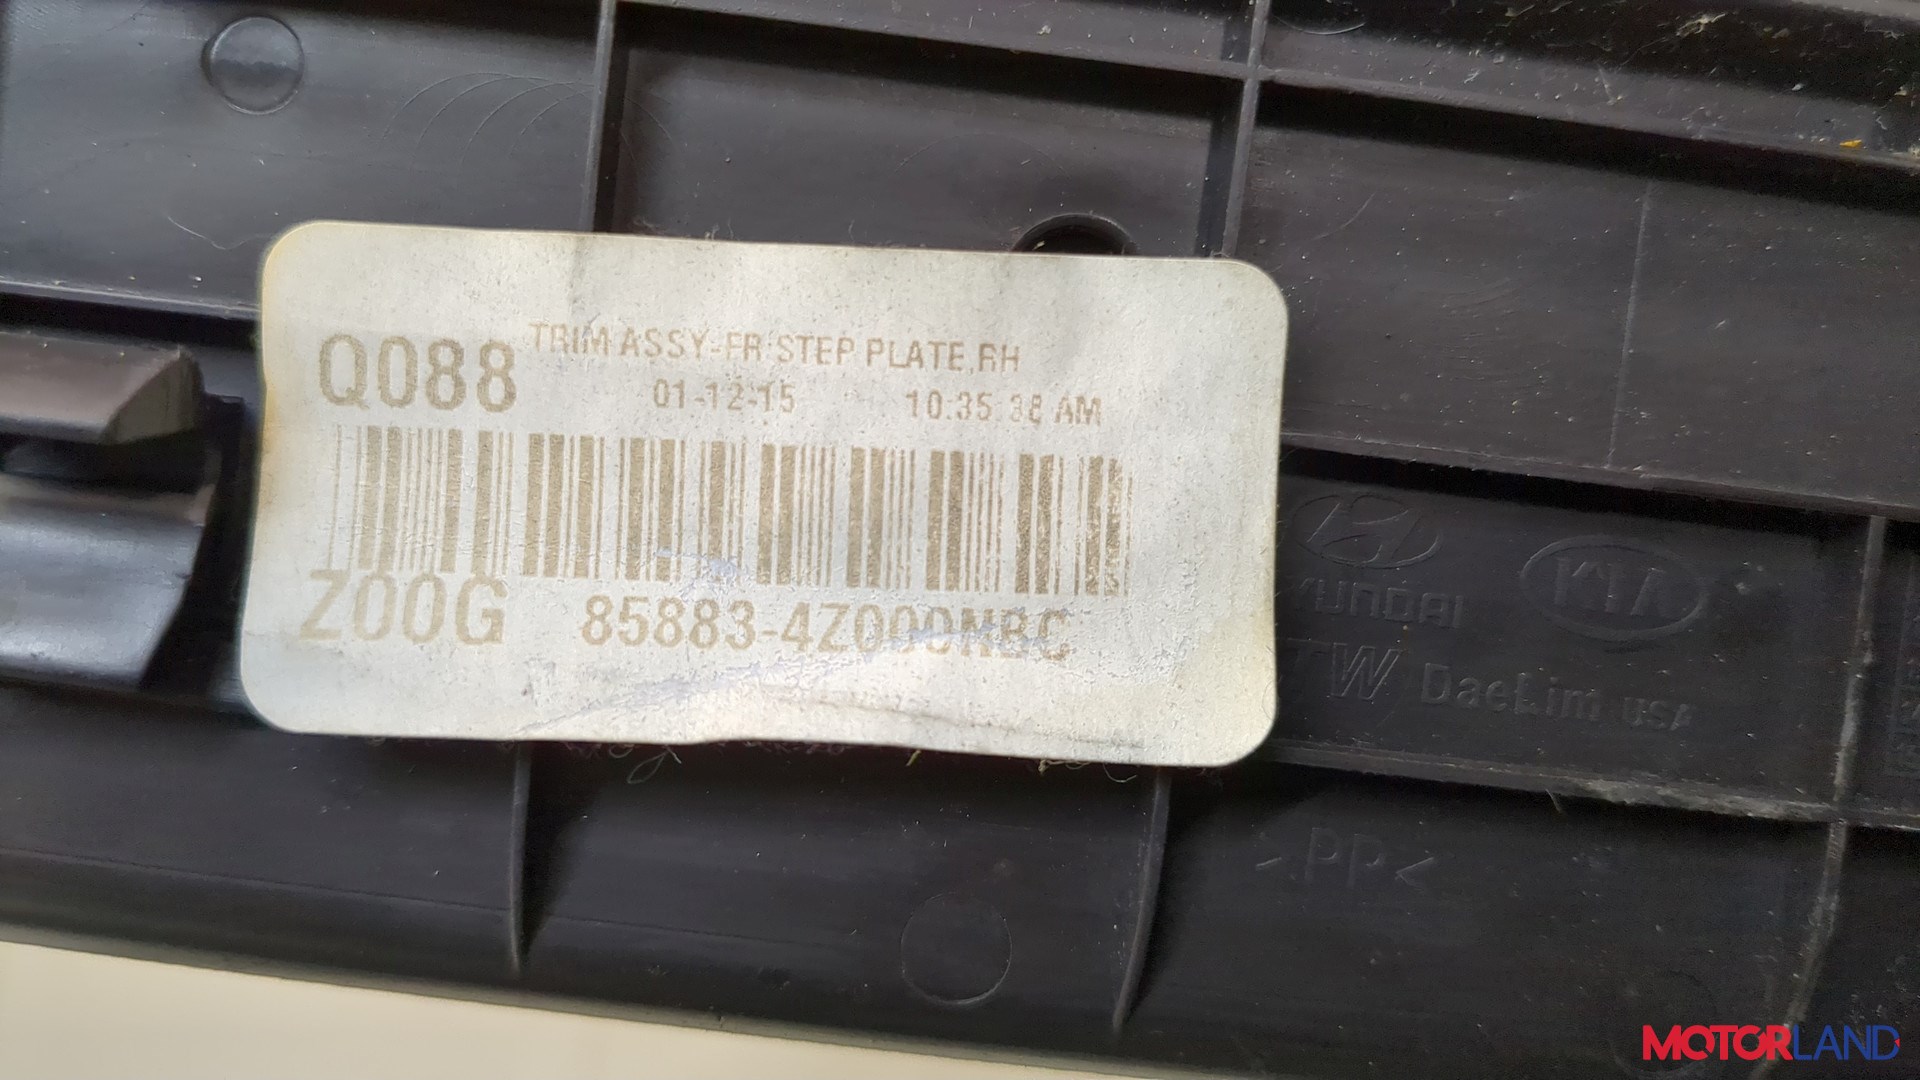 Q088
TRIM ASSY-FR STEP PLATE,RH
01-12-15 10:35:38 AM
Z00G 85883-4Z000NBC
HYUNDAI
KIA
TW DaeLim USA
>PP<
MOTORLAND